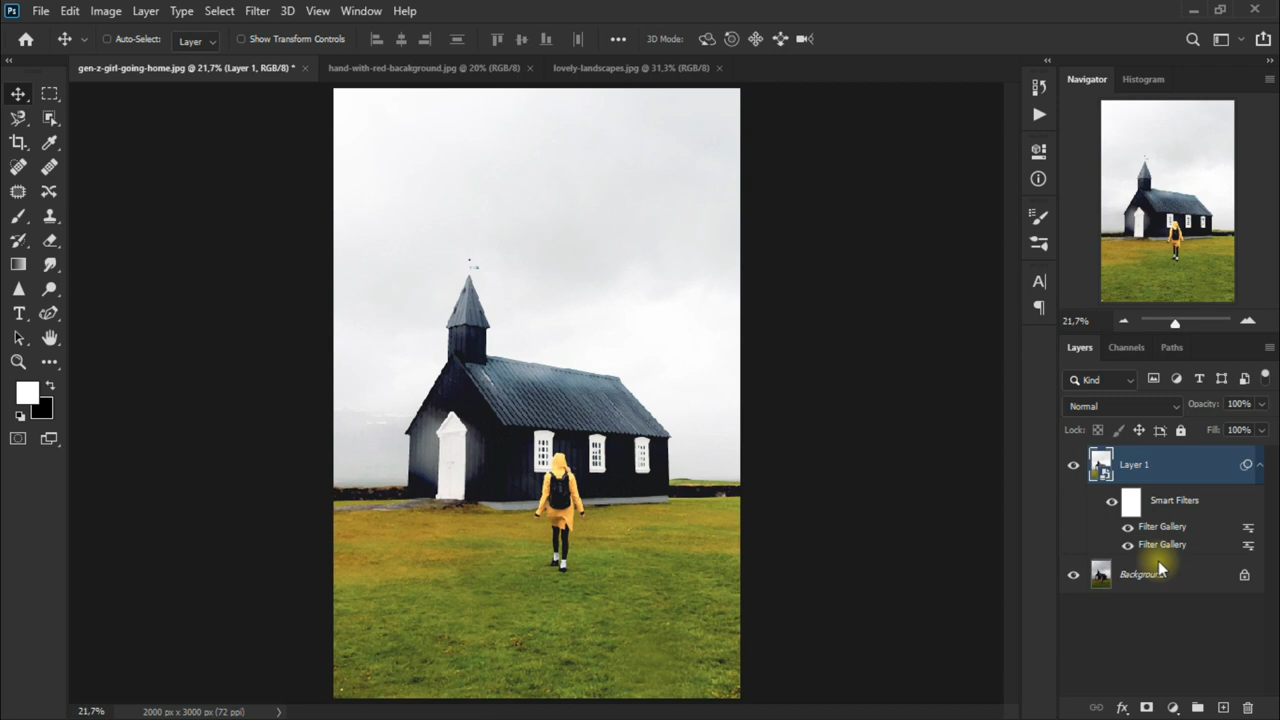 Ps File Edit Image Layer Type Select Filter 3D View Window Help
Auto-Select: Layer Show Transform Controls 3D Mode:
gen-z-girl-going-home.jpg @ 21,7% (Layer 1, RGB/8) * × hand-with-red-bacakground.jpg @ 20% (RGB/8) × lovely-landscapes.jpg @ 31,3% (RGB/8) ×
Navigator Histogram
21,7%
Layers Channels Paths
Kind
Normal Opacity: 100%
Lock: Fill: 100%
Layer 1
Smart Filters
Filter Gallery
Filter Gallery
Background
21,7% 2000 px x 3000 px (72 ppi)